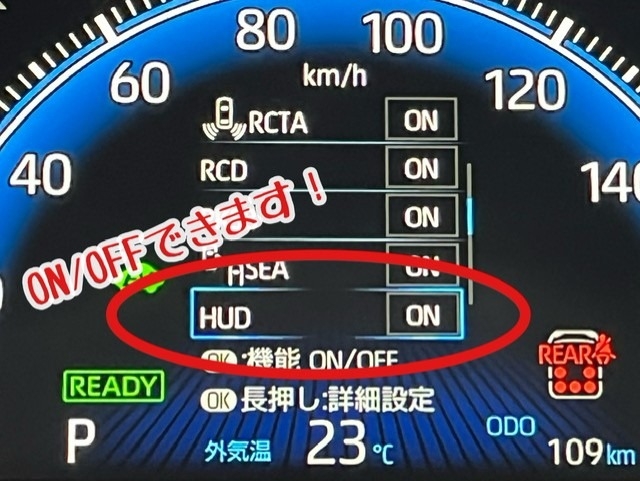 80
100
km/h
60
120
40
140
RCTA
ON
RCD
ON
ON
ON/OFFできます!
SEA
ON
HUD
ON
OK:機能 ON/OFF
READY
REAR
OK 長押し:詳細設定
P
外気温
23℃
ODO
109km